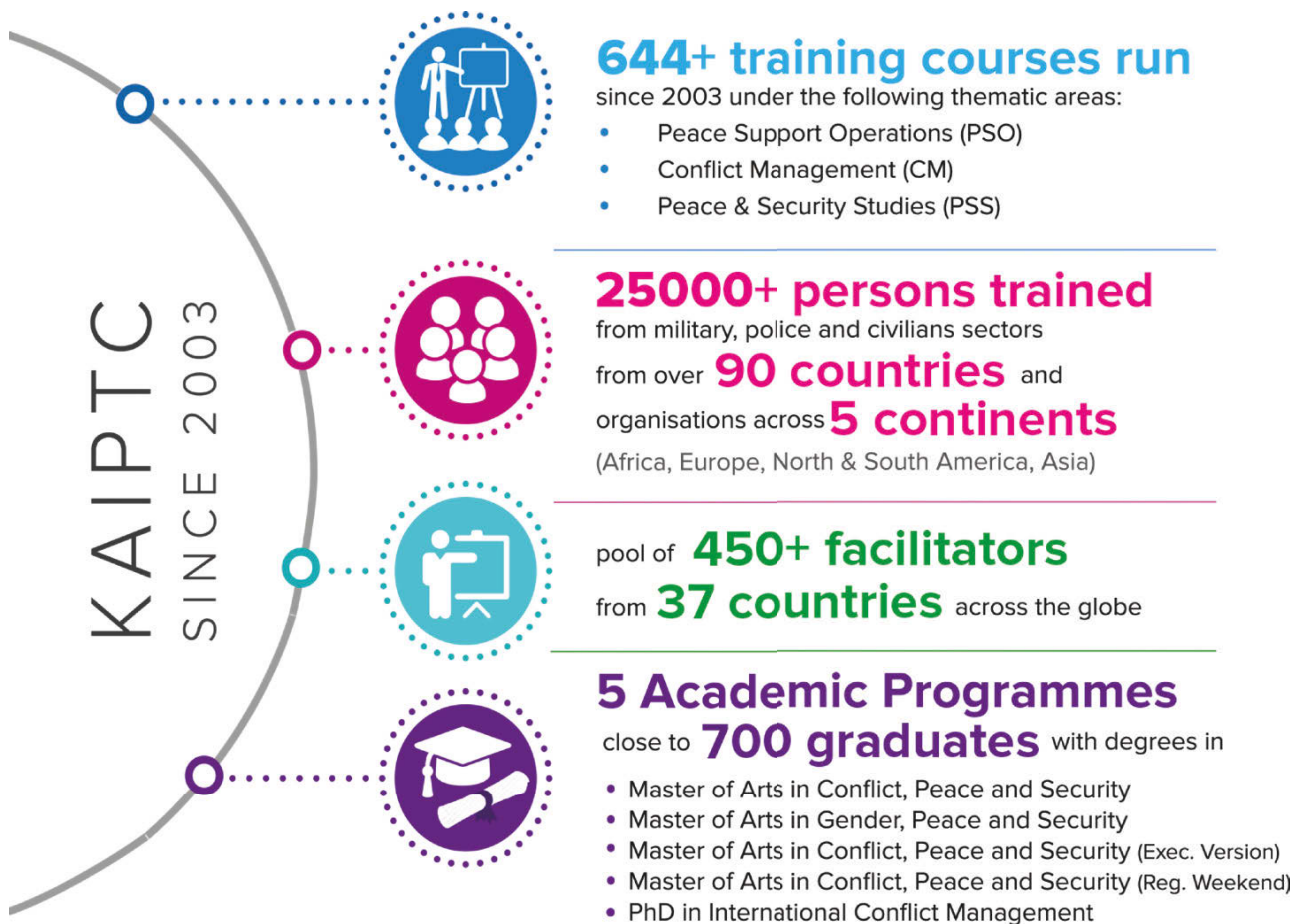 KAIPTC
SINCE 2003
644+ training courses run
since 2003 under the following thematic areas:
• Peace Support Operations (PSO)
• Conflict Management (CM)
• Peace & Security Studies (PSS)
25000+ persons trained
from military, police and civilians sectors
from over 90 countries and
organisations across 5 continents
(Africa, Europe, North & South America, Asia)
pool of 450+ facilitators
from 37 countries across the globe
5 Academic Programmes
close to 700 graduates with degrees in
• Master of Arts in Conflict, Peace and Security
• Master of Arts in Gender, Peace and Security
• Master of Arts in Conflict, Peace and Security (Exec. Version)
• Master of Arts in Conflict, Peace and Security (Reg. Weekend)
• PhD in International Conflict Management